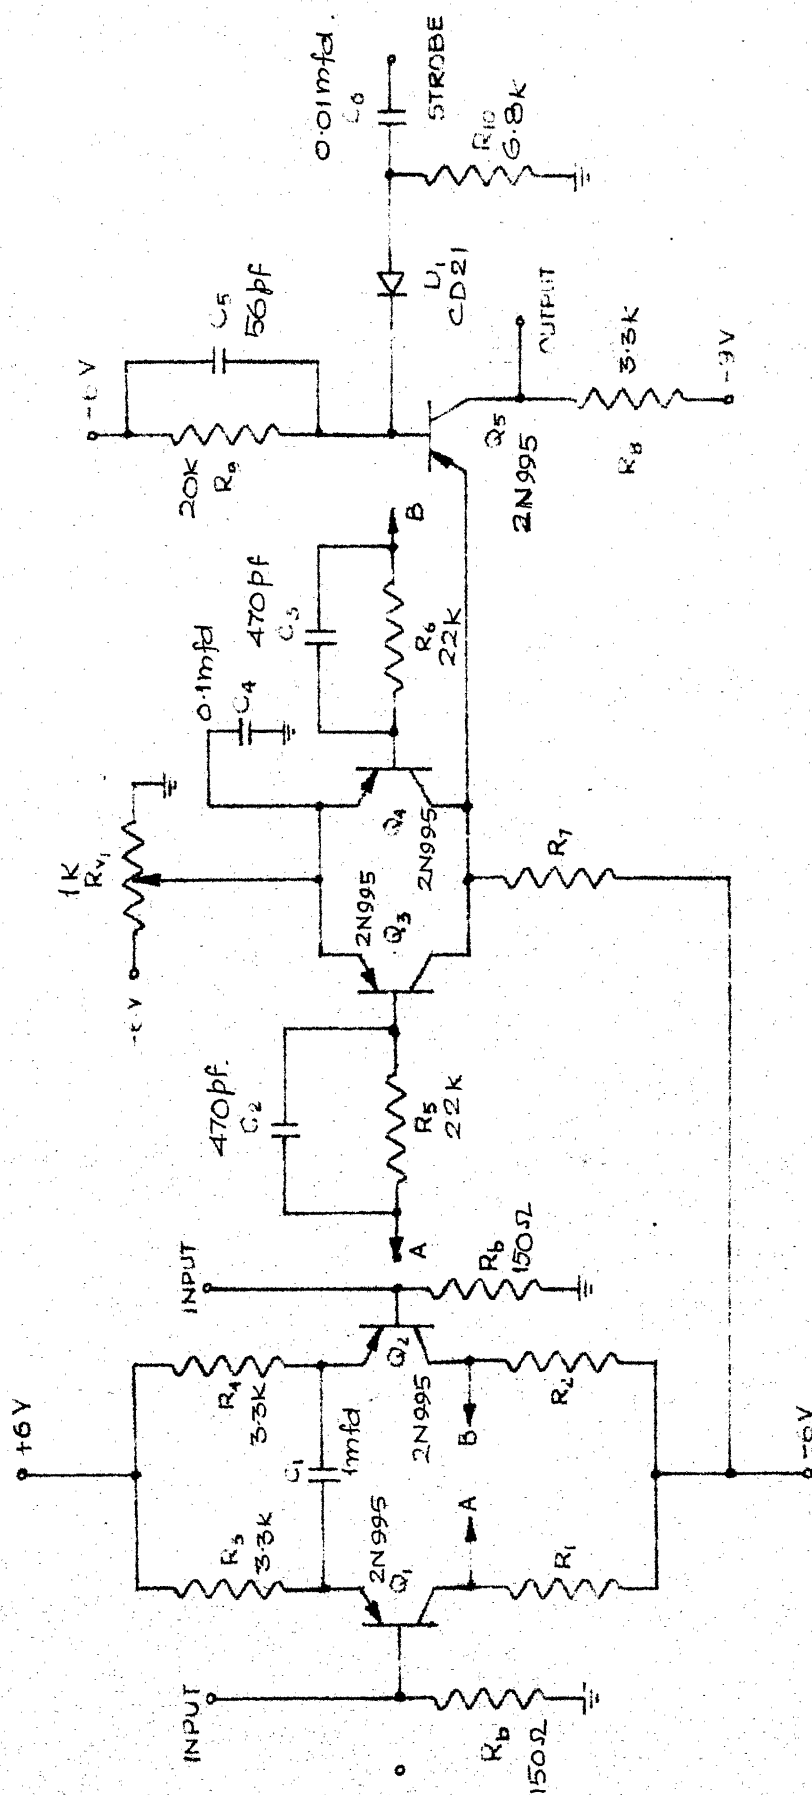 INPUT
Rb
150Ω
+6V
R3
3.3K
R4
3.3K
C1
1mfd
2N995
Q1
2N995
Q2
A
B
R1
R2
-6V
INPUT
Rb
150Ω
A
470pf.
C2
R5
22K
1K
RV1
2N995
Q3
2N995
Q4
R7
0.1mfd
C4
470pf
C3
R6
22K
B
20K
R9
C5
56pf
Q5
2N995
OUTPUT
R8
3.3K
-9V
D1
CD21
0.01mfd.
STROBE
R10
6.8K